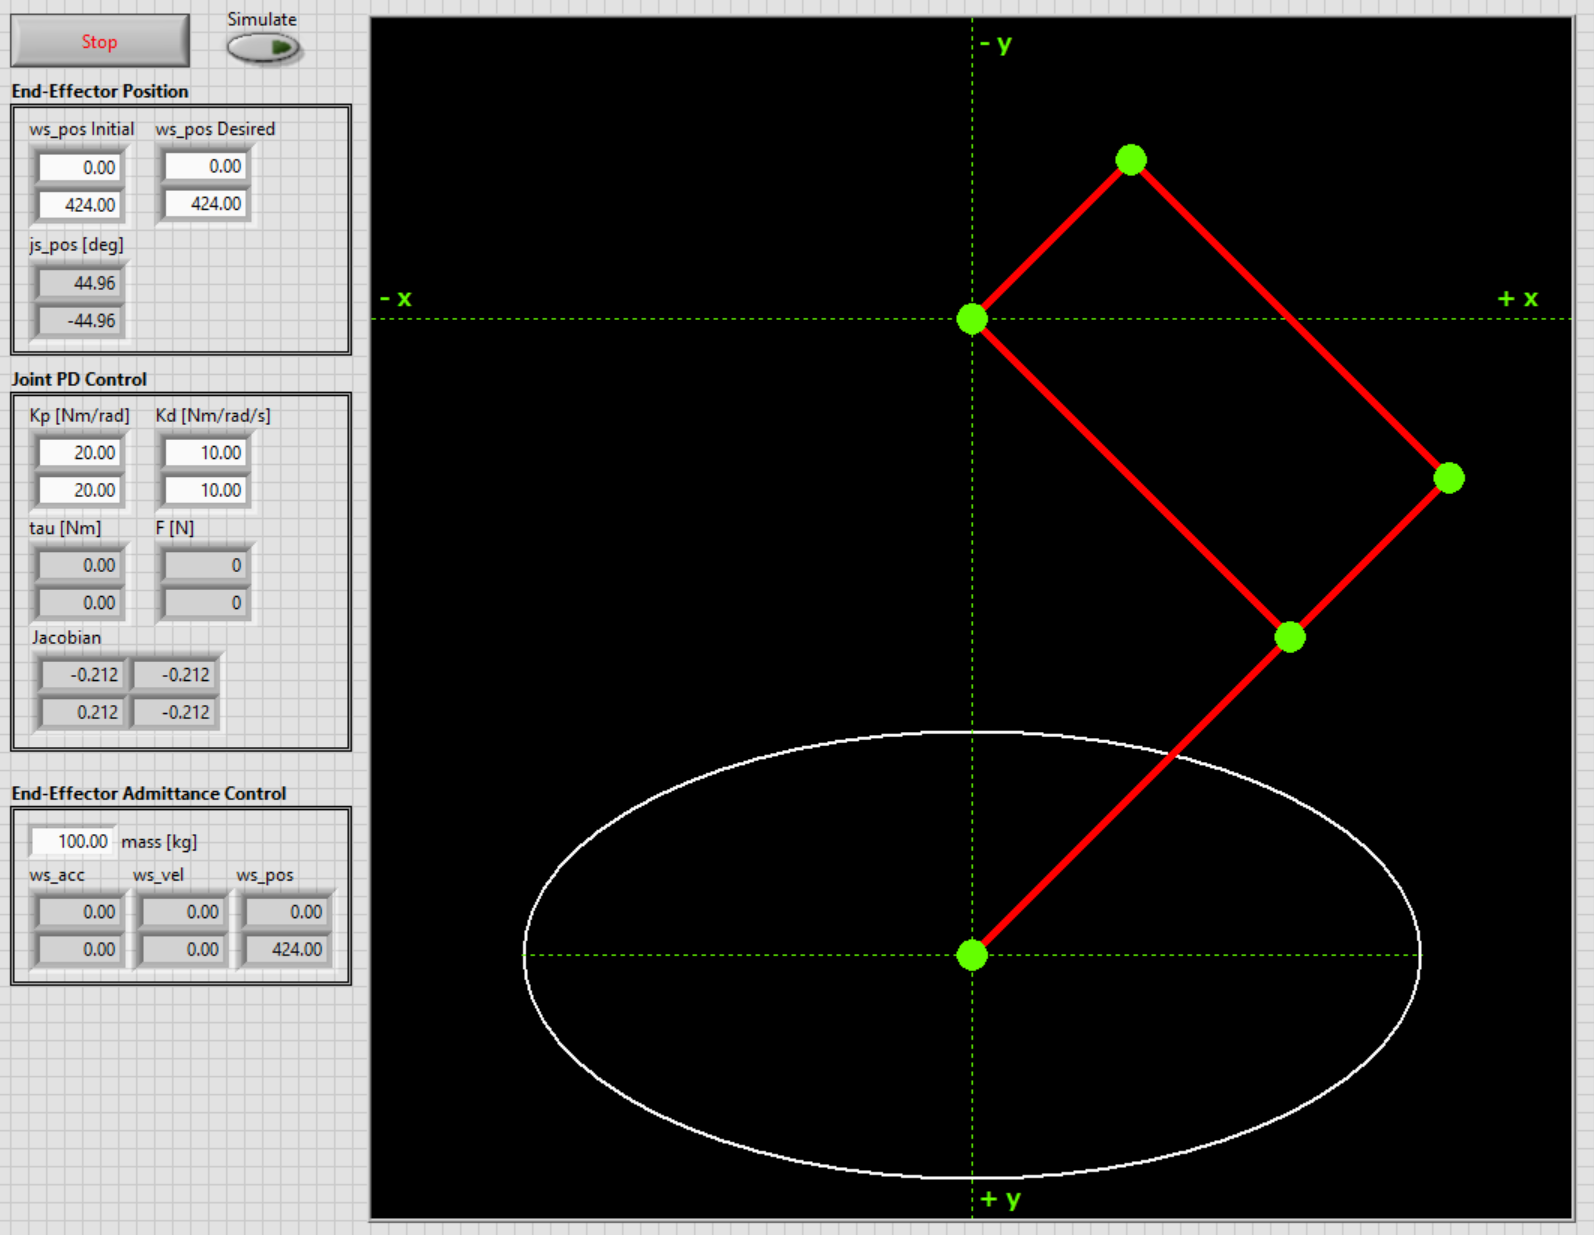 Stop
Simulate
End-Effector Position
ws_pos Initial ws_pos Desired
0.00 0.00
424.00 424.00
js_pos [deg]
44.96
-44.96
Joint PD Control
Kp [Nm/rad] Kd [Nm/rad/s]
20.00 10.00
20.00 10.00
tau [Nm] F [N]
0.00 0
0.00 0
Jacobian
-0.212 -0.212
0.212 -0.212
End-Effector Admittance Control
100.00 mass [kg]
ws_acc ws_vel ws_pos
0.00 0.00 0.00
0.00 0.00 424.00
- y
- x + x
+ y